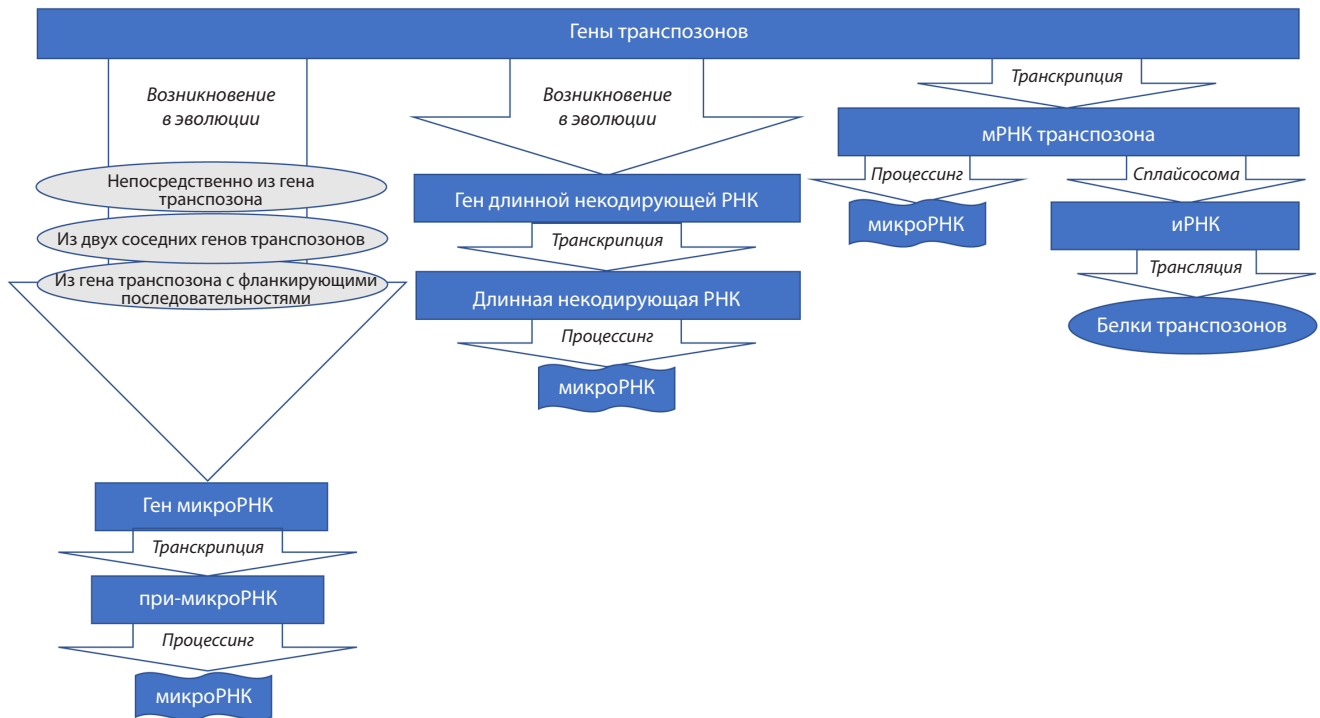 Гены транспозонов
Возникновение
в эволюции
Непосредственно из гена
транспозона
Из двух соседних генов транспозонов
Из гена транспозона с фланкирующими
последовательностями
Ген микроРНК
Транскрипция
при-микроРНК
Процессинг
микроРНК
Возникновение
в эволюции
Ген длинной некодирующей РНК
Транскрипция
Длинная некодирующая РНК
Процессинг
микроРНК
Транскрипция
мРНК транспозона
Процессинг
микроРНК
Сплайсосома
иРНК
Трансляция
Белки транспозонов